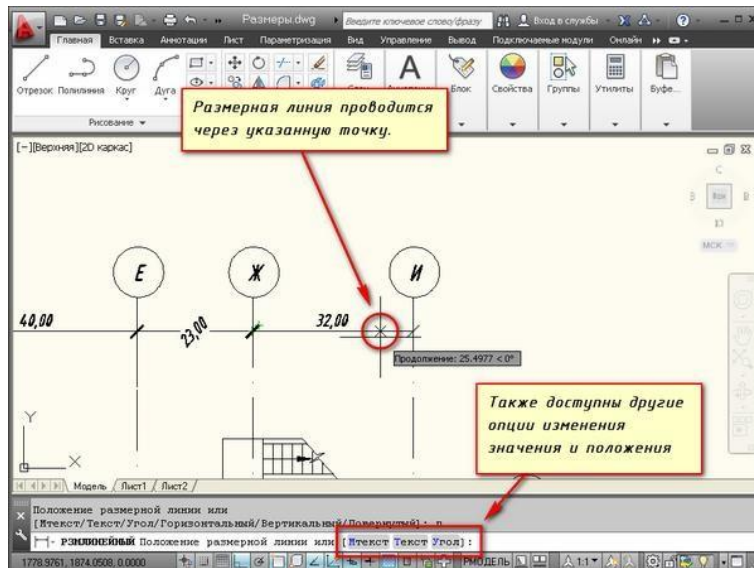 Размеры.dwg
Введите ключевое слово/фразу
Вход в службы
Главная Вставка Аннотации Лист Параметризация Вид Управление Вывод Подключаемые модули Онлайн
Отрезок Полилиния Круг Дуга
Блок Свойства Группы Утилиты Буфе...
Рисование
Размерная линия проводится
через указанную точку.
[–][Верхняя][2D каркас]
С
В
Ю
МСК
Е Ж И
40,00 23,00 32,00
Продолжение: 25.4977 < 0°
Также доступны другие
опции изменения
значения и положения
Y
X
Модель Лист1 Лист2
Положение размерной линии или
[Мтекст/Текст/Угол/Горизонтальный/Вертикальный/Повернутый]: п
РЗМЛИНЕЙНЫЙ Положение размерной линии или [Мтекст Текст Угол]:
1778.9761, 1874.0508, 0.0000
РМОДЕЛЬ
1:1